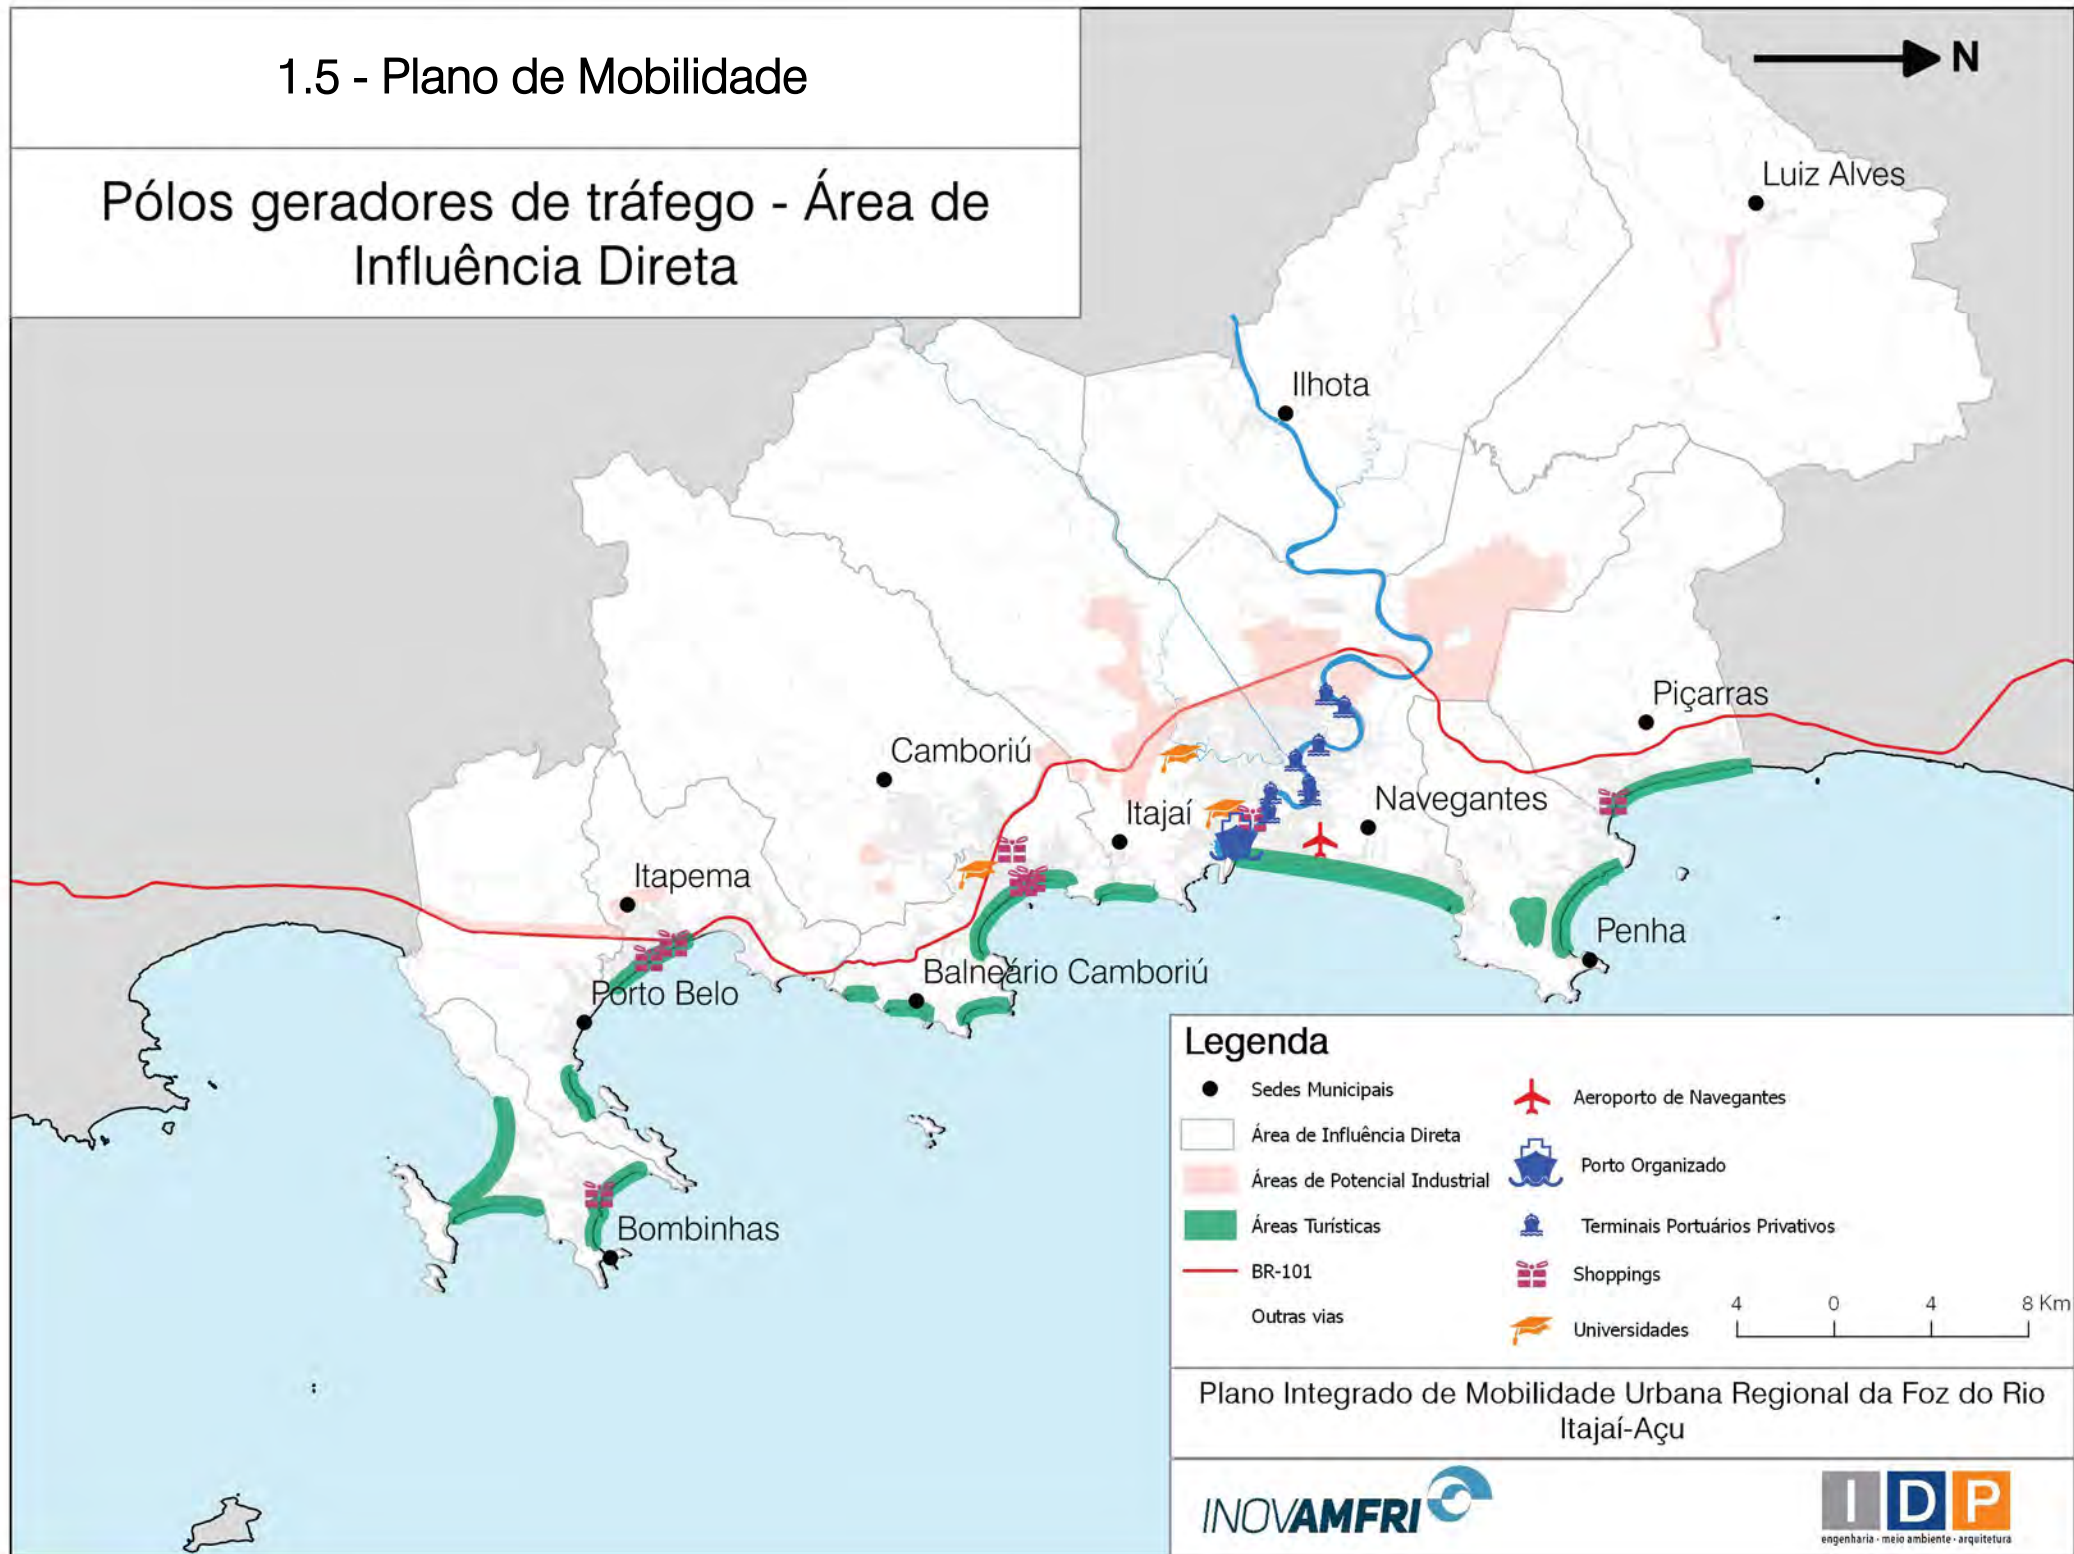 1.5 - Plano de Mobilidade
Pólos geradores de tráfego - Área de
Influência Direta
N
Luiz Alves
Ilhota
Piçarras
Camboriú
Itajaí
Navegantes
Itapema
Penha
Balneário Camboriú
Porto Belo
Bombinhas
Legenda
Sedes Municipais
Área de Influência Direta
Áreas de Potencial Industrial
Áreas Turísticas
BR-101
Outras vias
Aeroporto de Navegantes
Porto Organizado
Terminais Portuários Privativos
Shoppings
Universidades
4 0 4 8 Km
Plano Integrado de Mobilidade Urbana Regional da Foz do Rio
Itajaí-Açu
INOVAMFRI
IDP
engenharia - meio ambiente - arquitetura